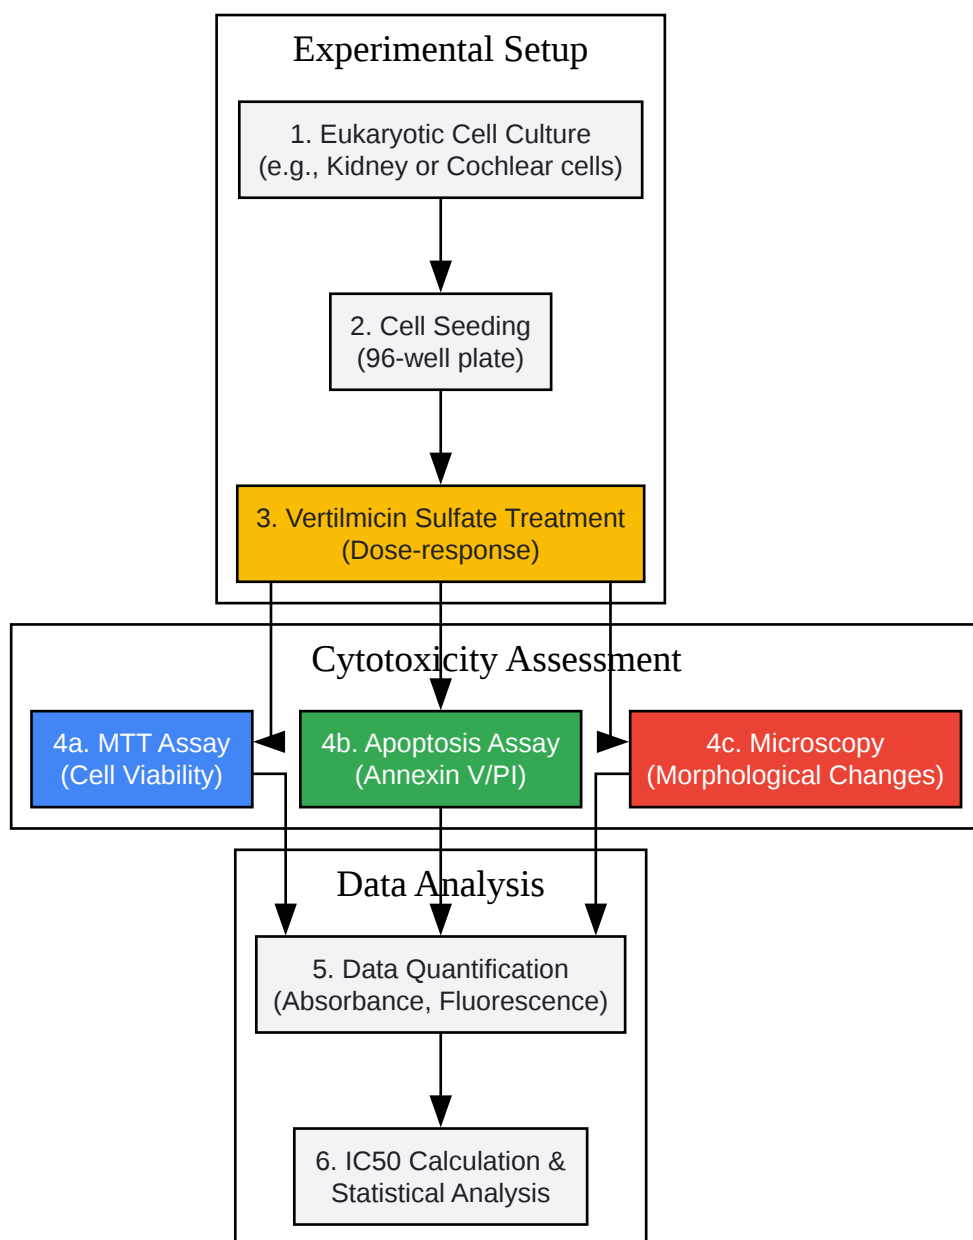 Experimental Setup
1. Eukaryotic Cell Culture
(e.g., Kidney or Cochlear cells)
2. Cell Seeding
(96-well plate)
3. Vertilmicin Sulfate Treatment
(Dose-response)
Cytotoxicity Assessment
4a. MTT Assay
(Cell Viability)
4b. Apoptosis Assay
(Annexin V/PI)
4c. Microscopy
(Morphological Changes)
Data Analysis
5. Data Quantification
(Absorbance, Fluorescence)
6. IC50 Calculation &
Statistical Analysis